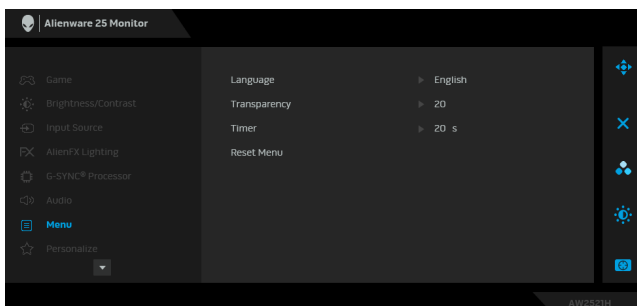 Alienware 25 Monitor
Game
Brightness/Contrast
Input Source
AlienFX Lighting
G-SYNC® Processor
Audio
Menu
Personalize
Language English
Transparency 20
Timer 20 s
Reset Menu
AW2521H